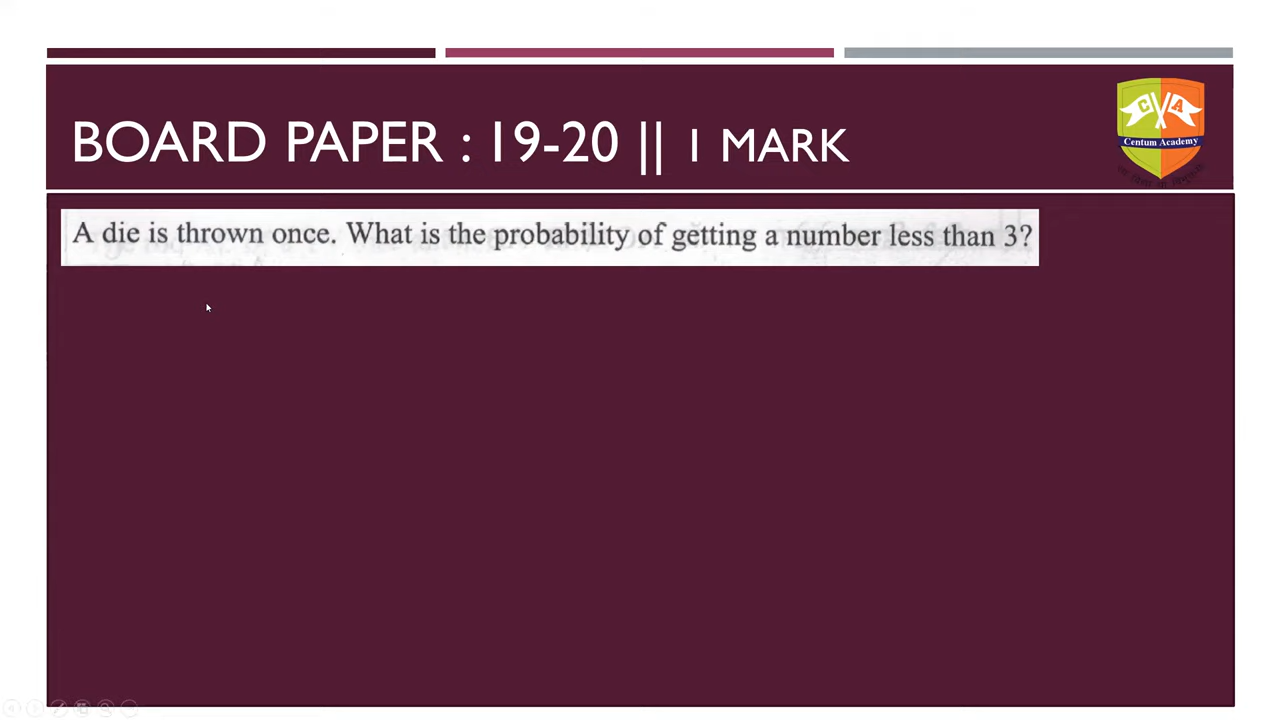 BOARD PAPER : 19-20 || 1 MARK
C A
Centum Academy
A die is thrown once. What is the probability of getting a number less than 3?